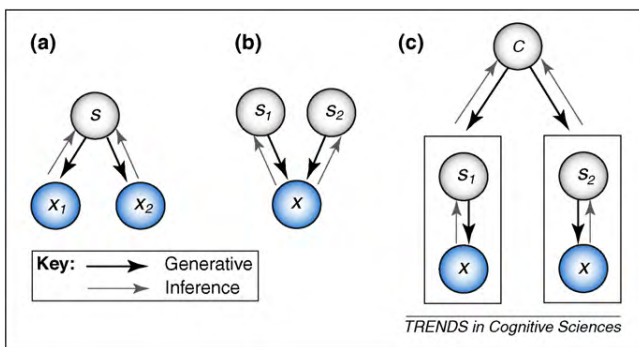 (a)
(b)
(c)
C
S
S₁
S₂
S₁
S₂
X₁
X₂
X
X
X
Key: Generative
Inference
TRENDS in Cognitive Sciences